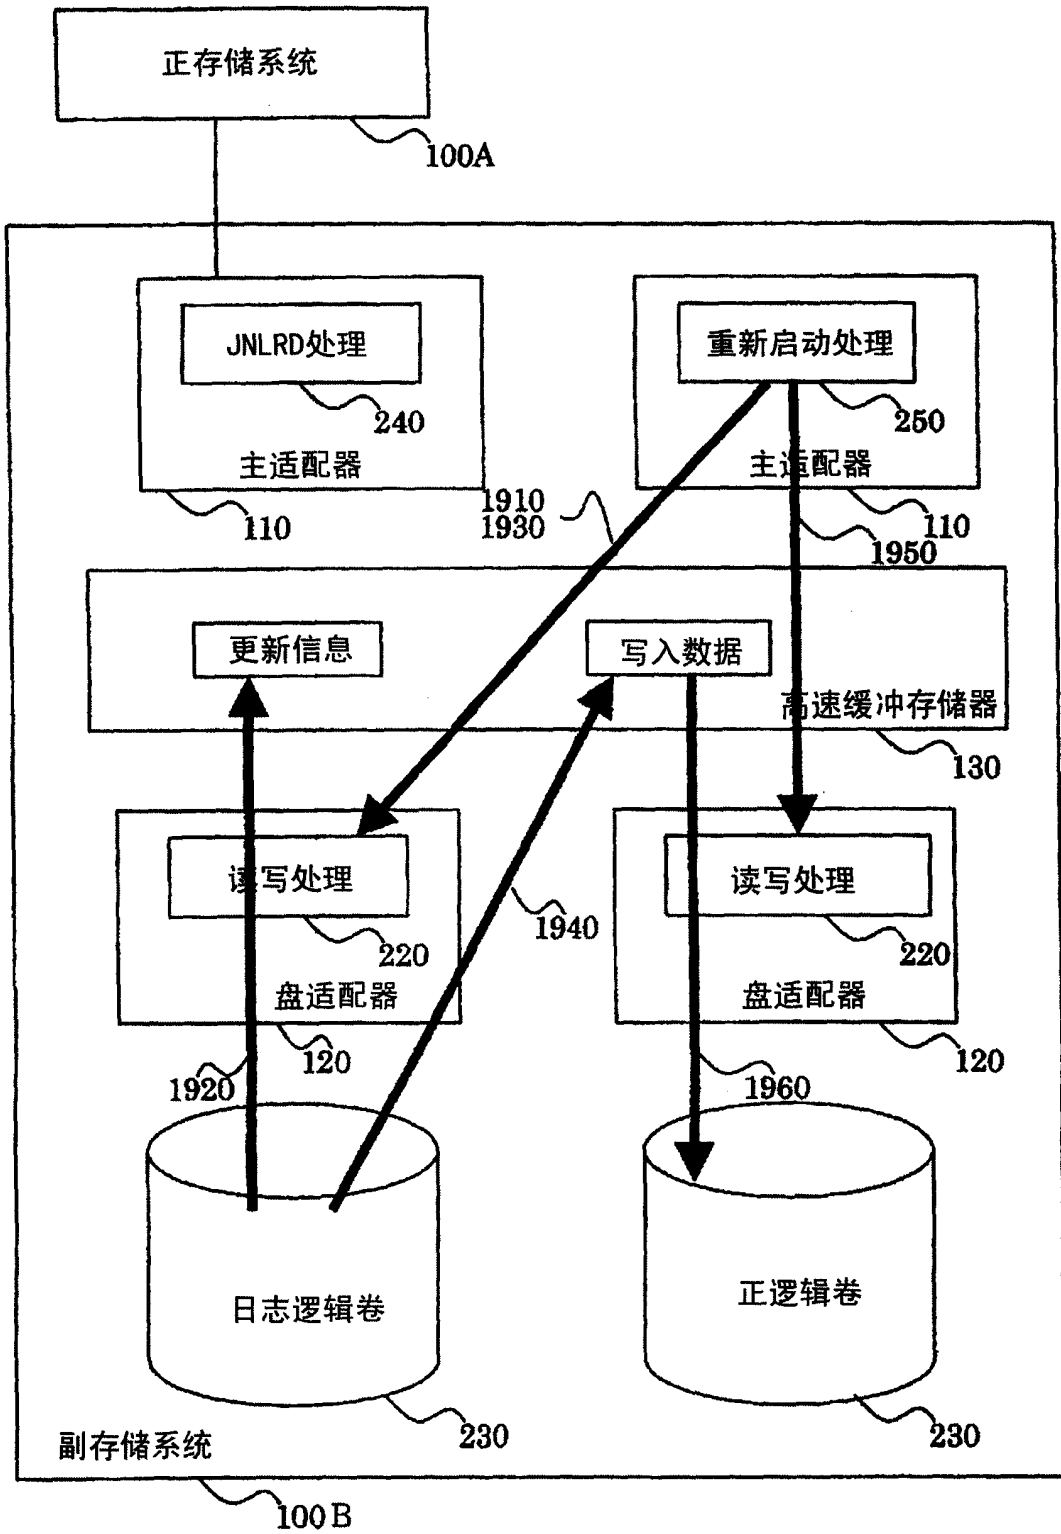 正存储系统
100A
JNLRD处理
重新启动处理
240
250
主适配器
主适配器
110
110
1910
1930
1950
更新信息
写入数据
高速缓冲存储器
130
读写处理
读写处理
220
220
1940
盘适配器
盘适配器
120
120
1920
1960
日志逻辑卷
正逻辑卷
230
230
副存储系统
100B